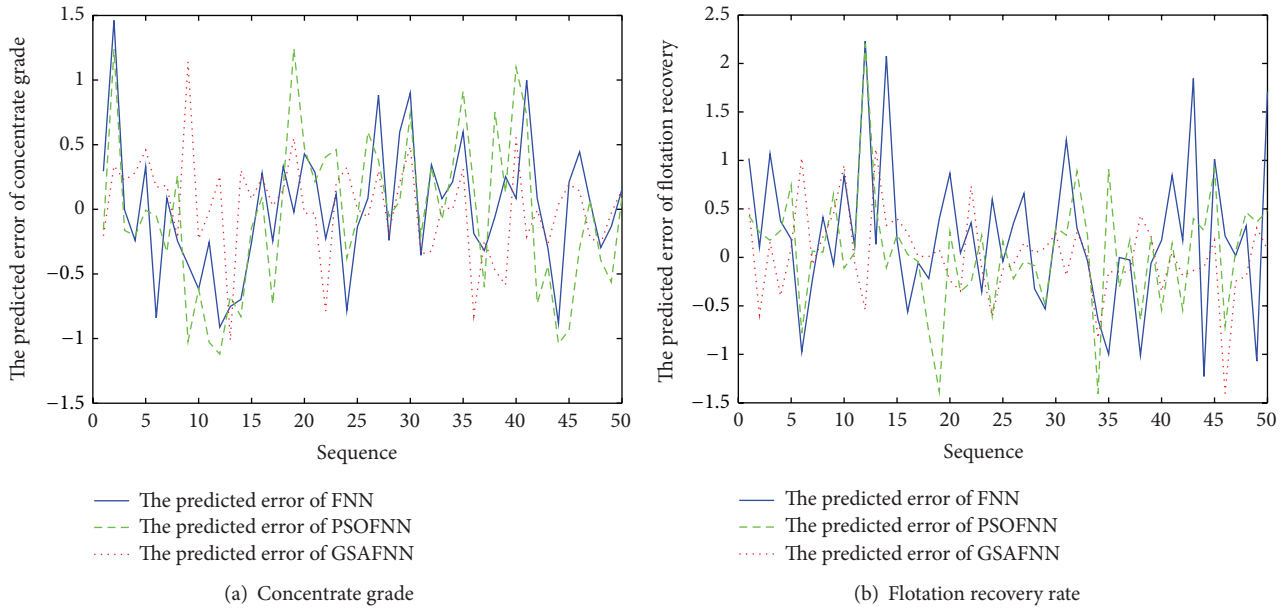 The predicted error of concentrate grade
1.5
1
0.5
0
−0.5
−1
−1.5
0 5 10 15 20 25 30 35 40 45 50
Sequence
The predicted error of FNN
The predicted error of PSOFNN
The predicted error of GSAFNN
(a) Concentrate grade
The predicted error of flotation recovery
2.5
2
1.5
1
0.5
0
−0.5
−1
−1.5
0 5 10 15 20 25 30 35 40 45 50
Sequence
The predicted error of FNN
The predicted error of PSOFNN
The predicted error of GSAFNN
(b) Flotation recovery rate